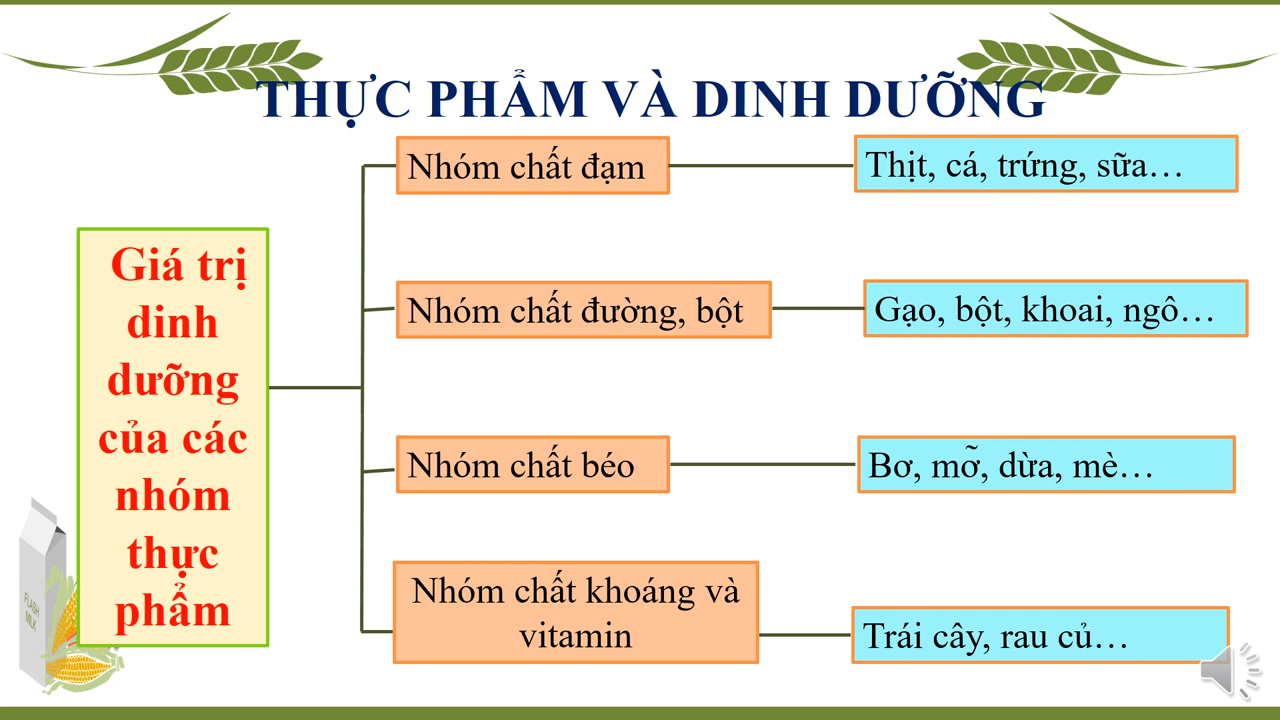 THỰC PHẨM VÀ DINH DƯỠNG
Giá trị
dinh
dưỡng
của các
nhóm
thực
phẩm
Nhóm chất đạm
Thịt, cá, trứng, sữa…
Nhóm chất đường, bột
Gạo, bột, khoai, ngô…
Nhóm chất béo
Bơ, mỡ, dừa, mè…
Nhóm chất khoáng và
vitamin
Trái cây, rau củ…
FLASH
MILK